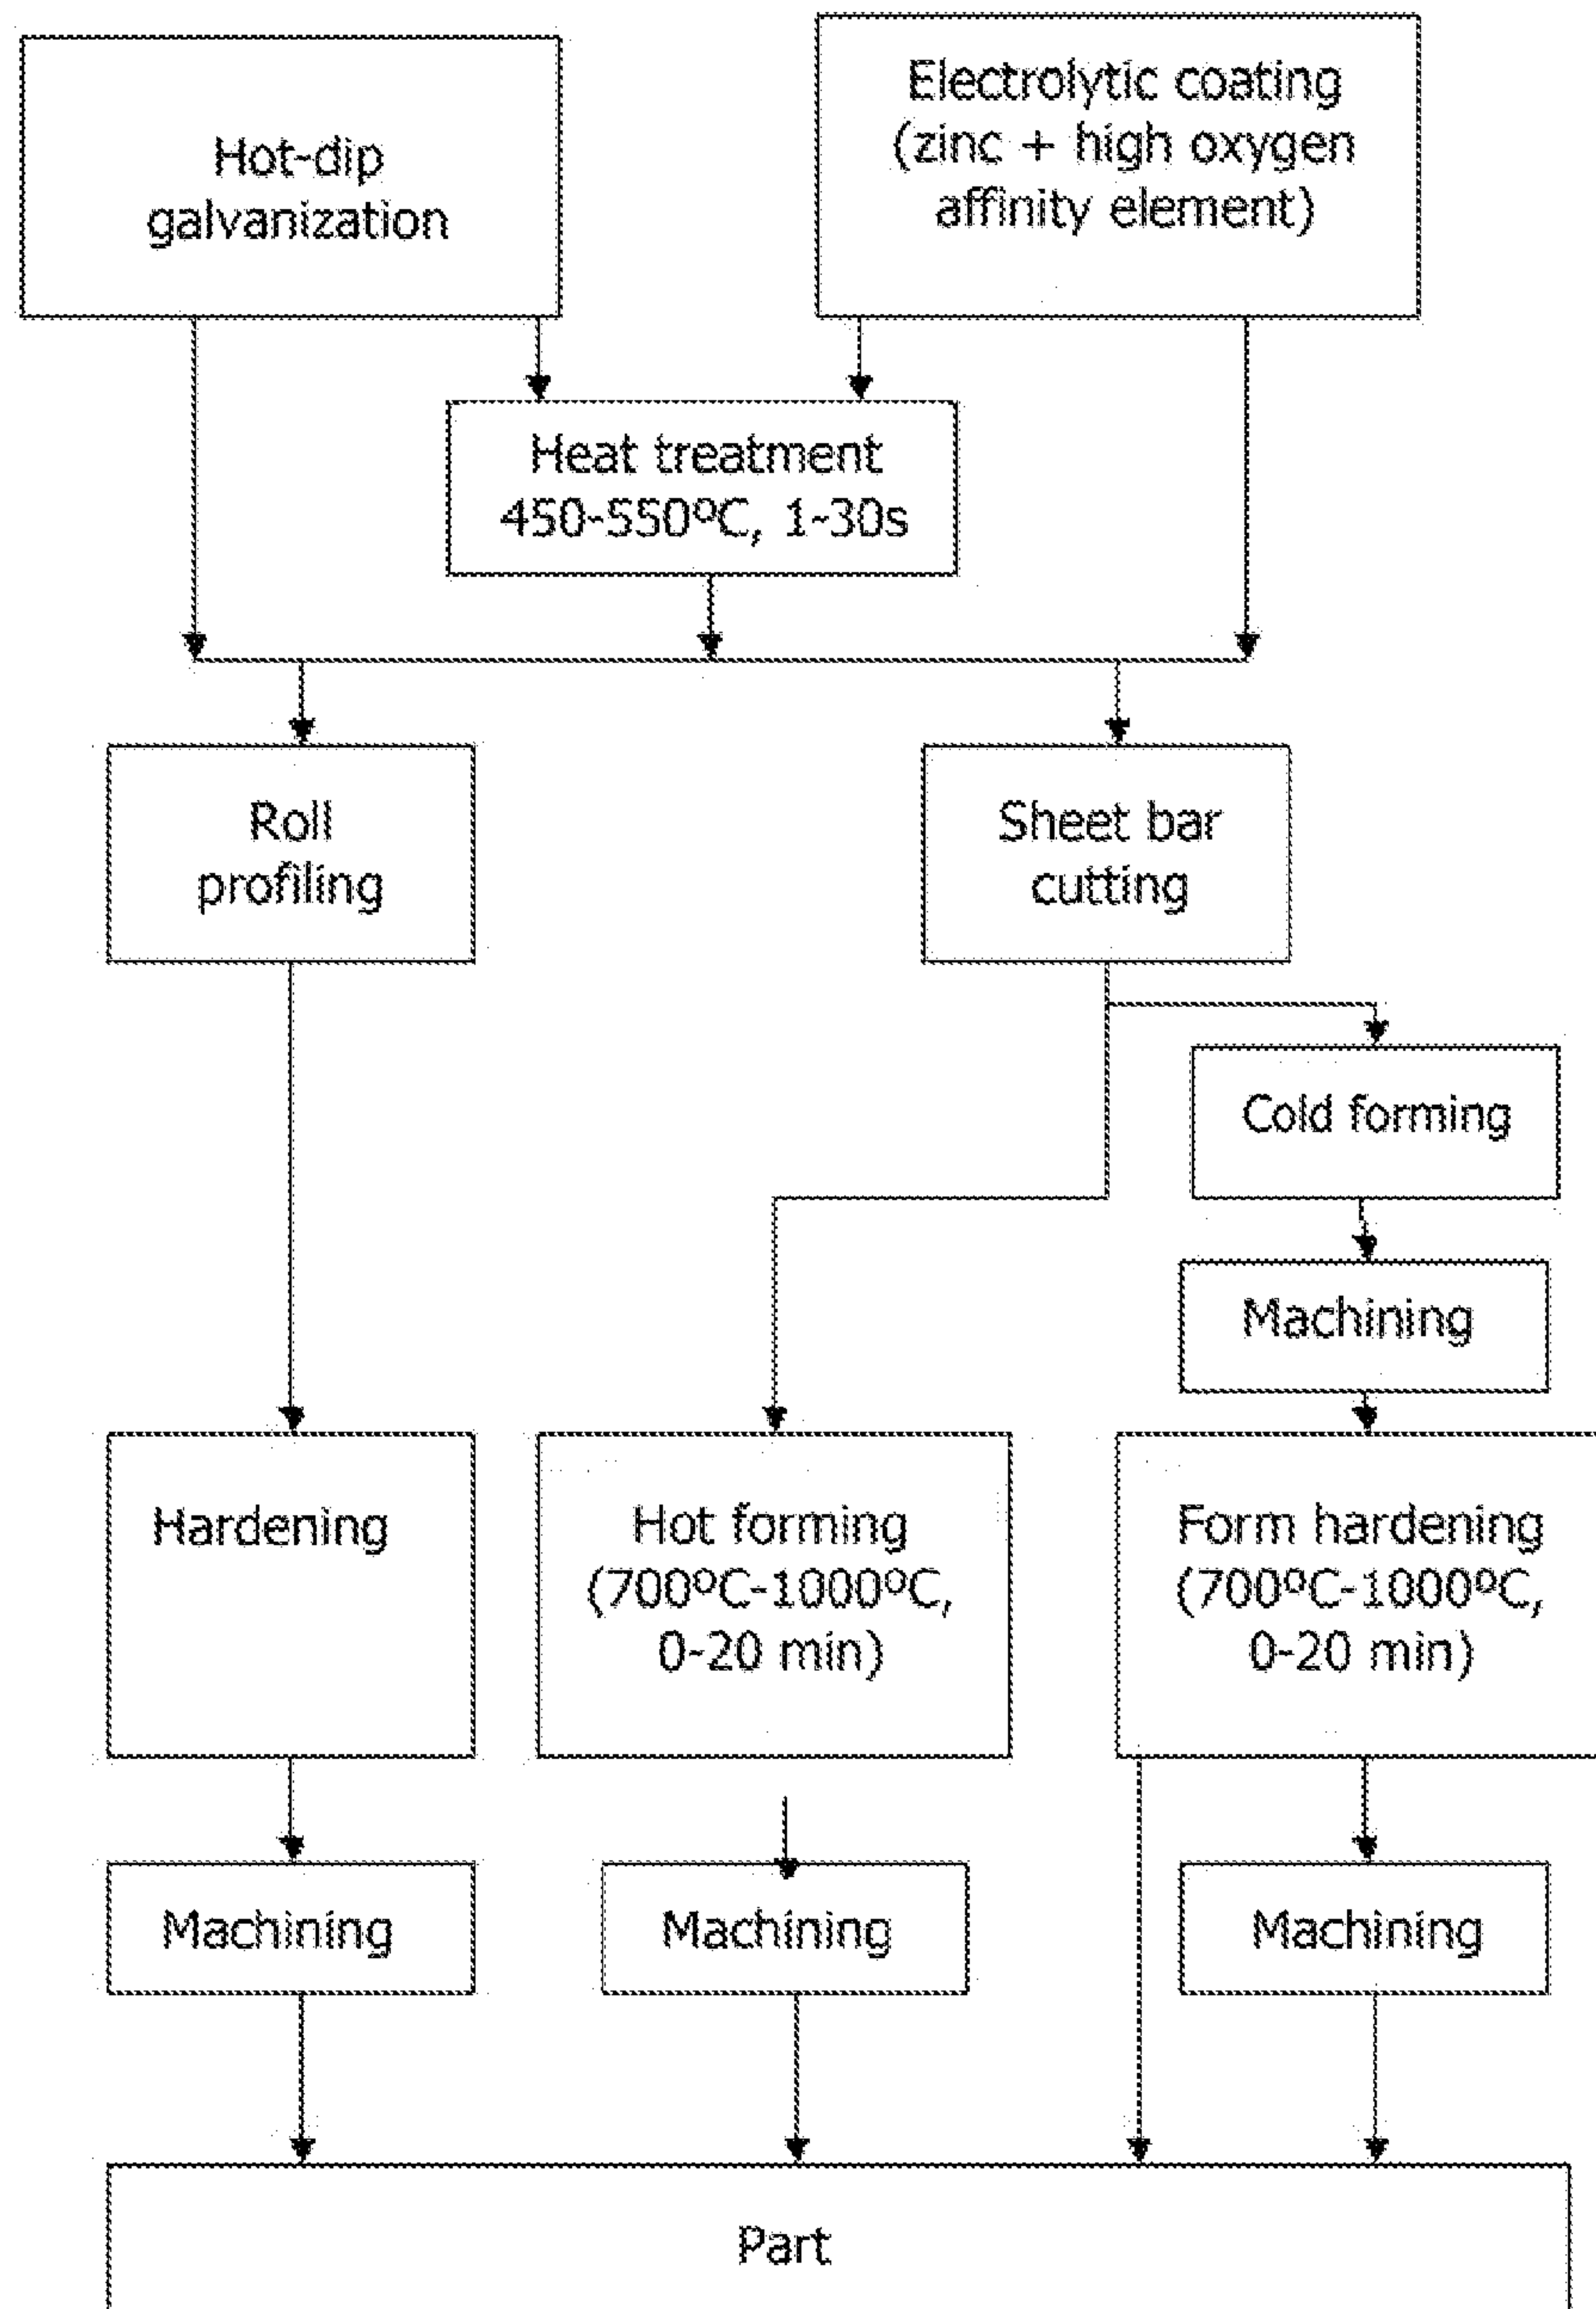 Hot-dip
galvanization
Electrolytic coating
(zinc + high oxygen
affinity element)
Heat treatment
450-550ºC, 1-30s
Roll
profiling
Sheet bar
cutting
Cold forming
Machining
Hardening
Hot forming
(700ºC-1000ºC,
0-20 min)
Form hardening
(700ºC-1000ºC,
0-20 min)
Machining
Machining
Machining
Part